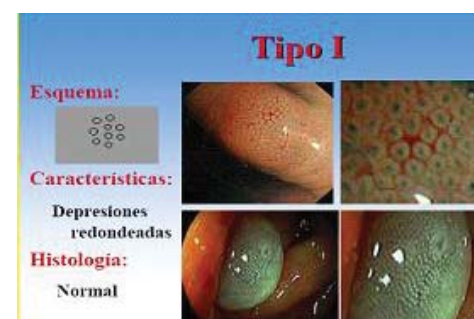 Tipo I
Esquema:
Características:
Depresiones
redondeadas
Histología:
Normal